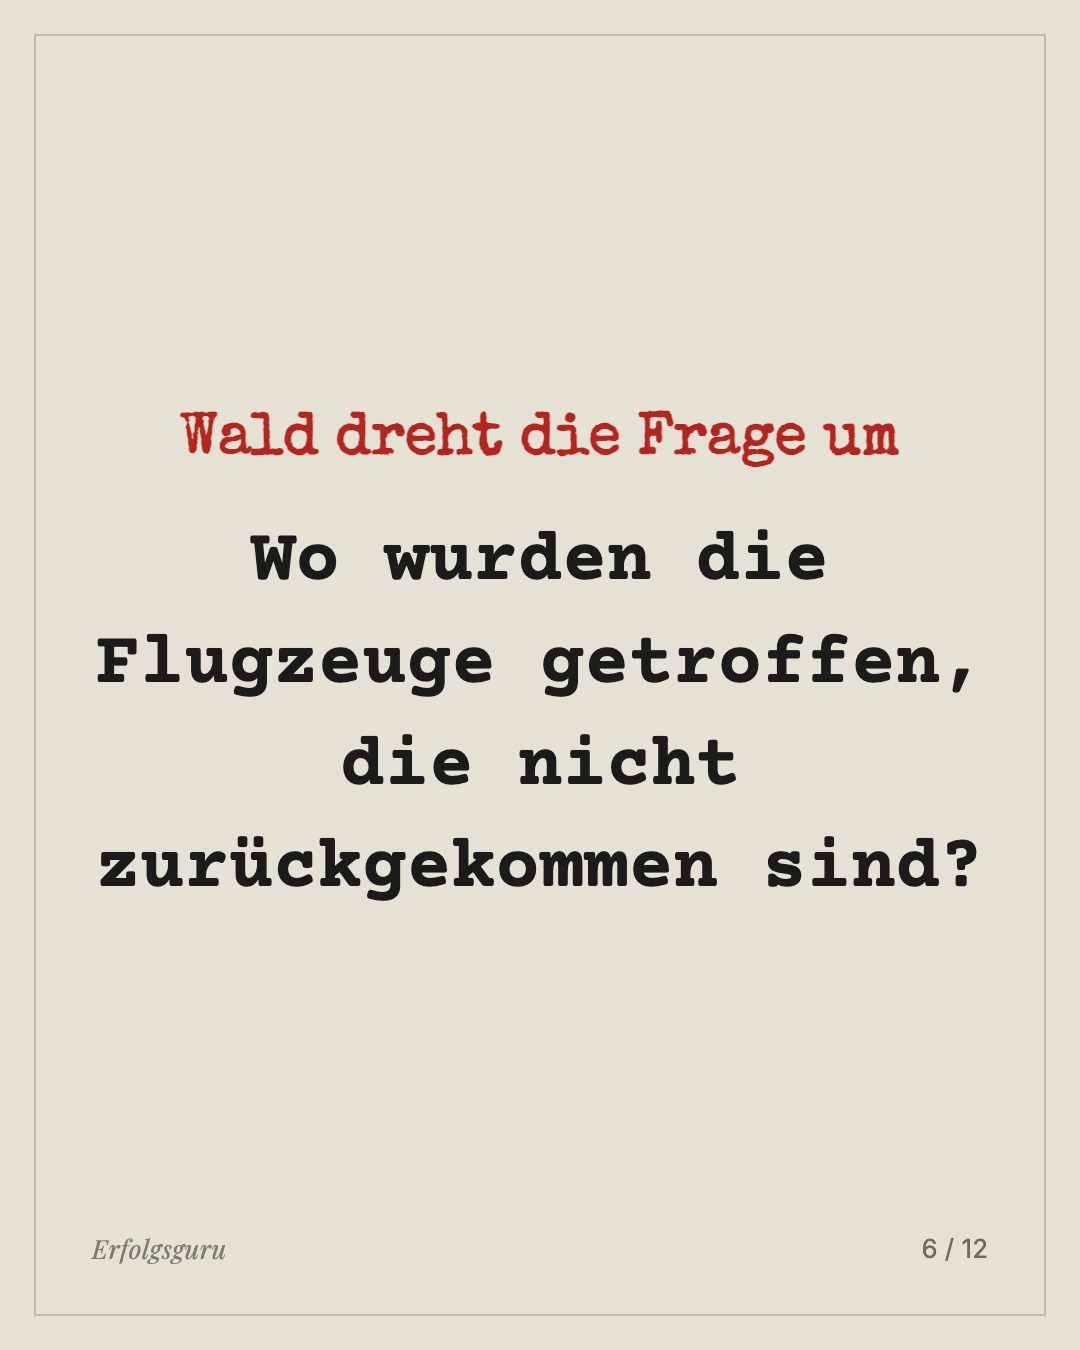 Wald dreht die Frage um
Wo wurden die
Flugzeuge getroffen,
die nicht
zurückgekommen sind?
Erfolgsguru
6 / 12